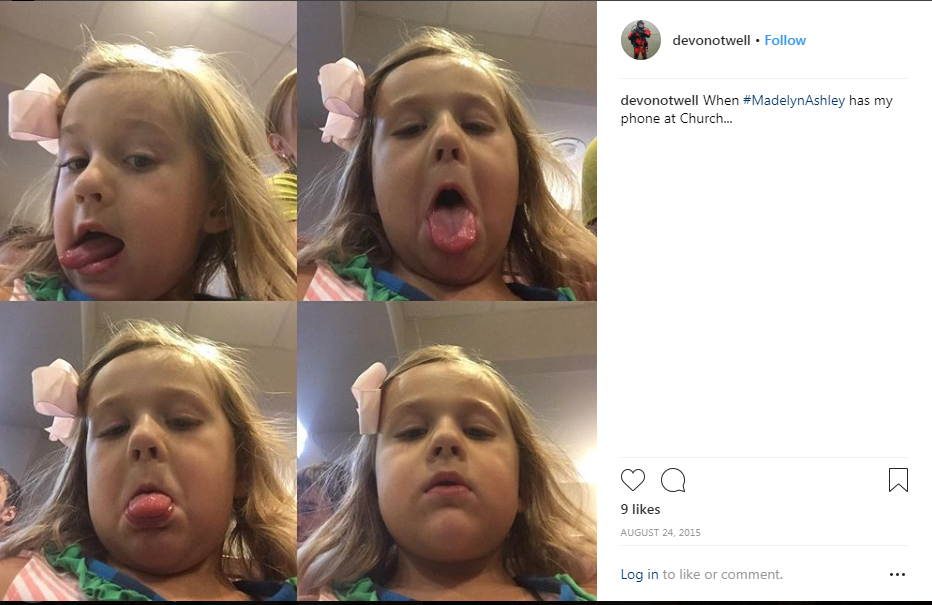 devonotwell • Follow
devonotwell When #MadelynAshley has my
phone at Church...
9 likes
AUGUST 24, 2015
Log in to like or comment.